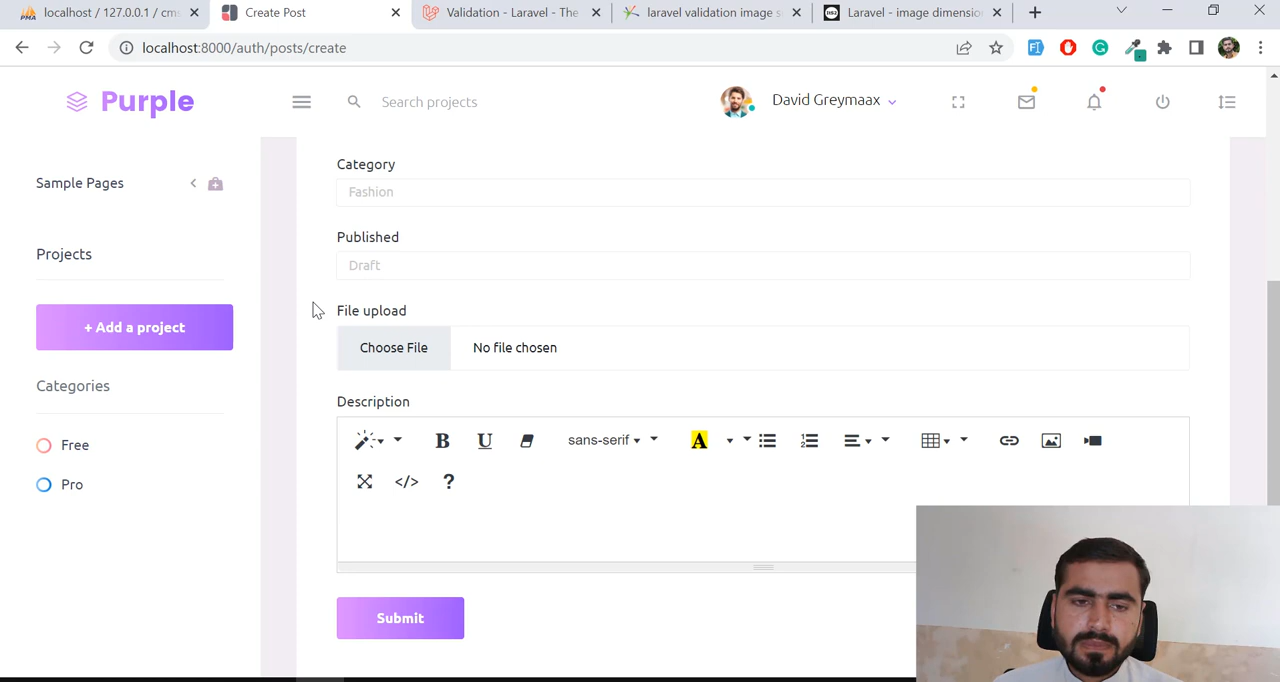 localhost / 127.0.0.1 / cm
Create Post
Validation - Laravel - The
laravel validation image s
Laravel - image dimensio
localhost:8000/auth/posts/create
Purple
Search projects
David Greymaax
Sample Pages
Projects
+ Add a project
Categories
Free
Pro
Category
Fashion
Published
Draft
File upload
Choose File
No file chosen
Description
B
U
sans-serif
A
</>
?
Submit